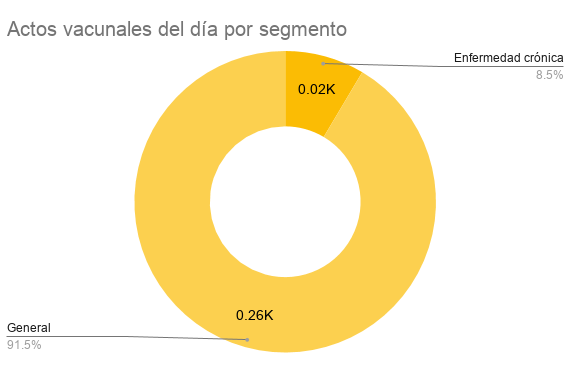 Actos vacunales del día por segmento
Enfermedad crónica
8.5%
0.02K
0.26K
General
91.5%